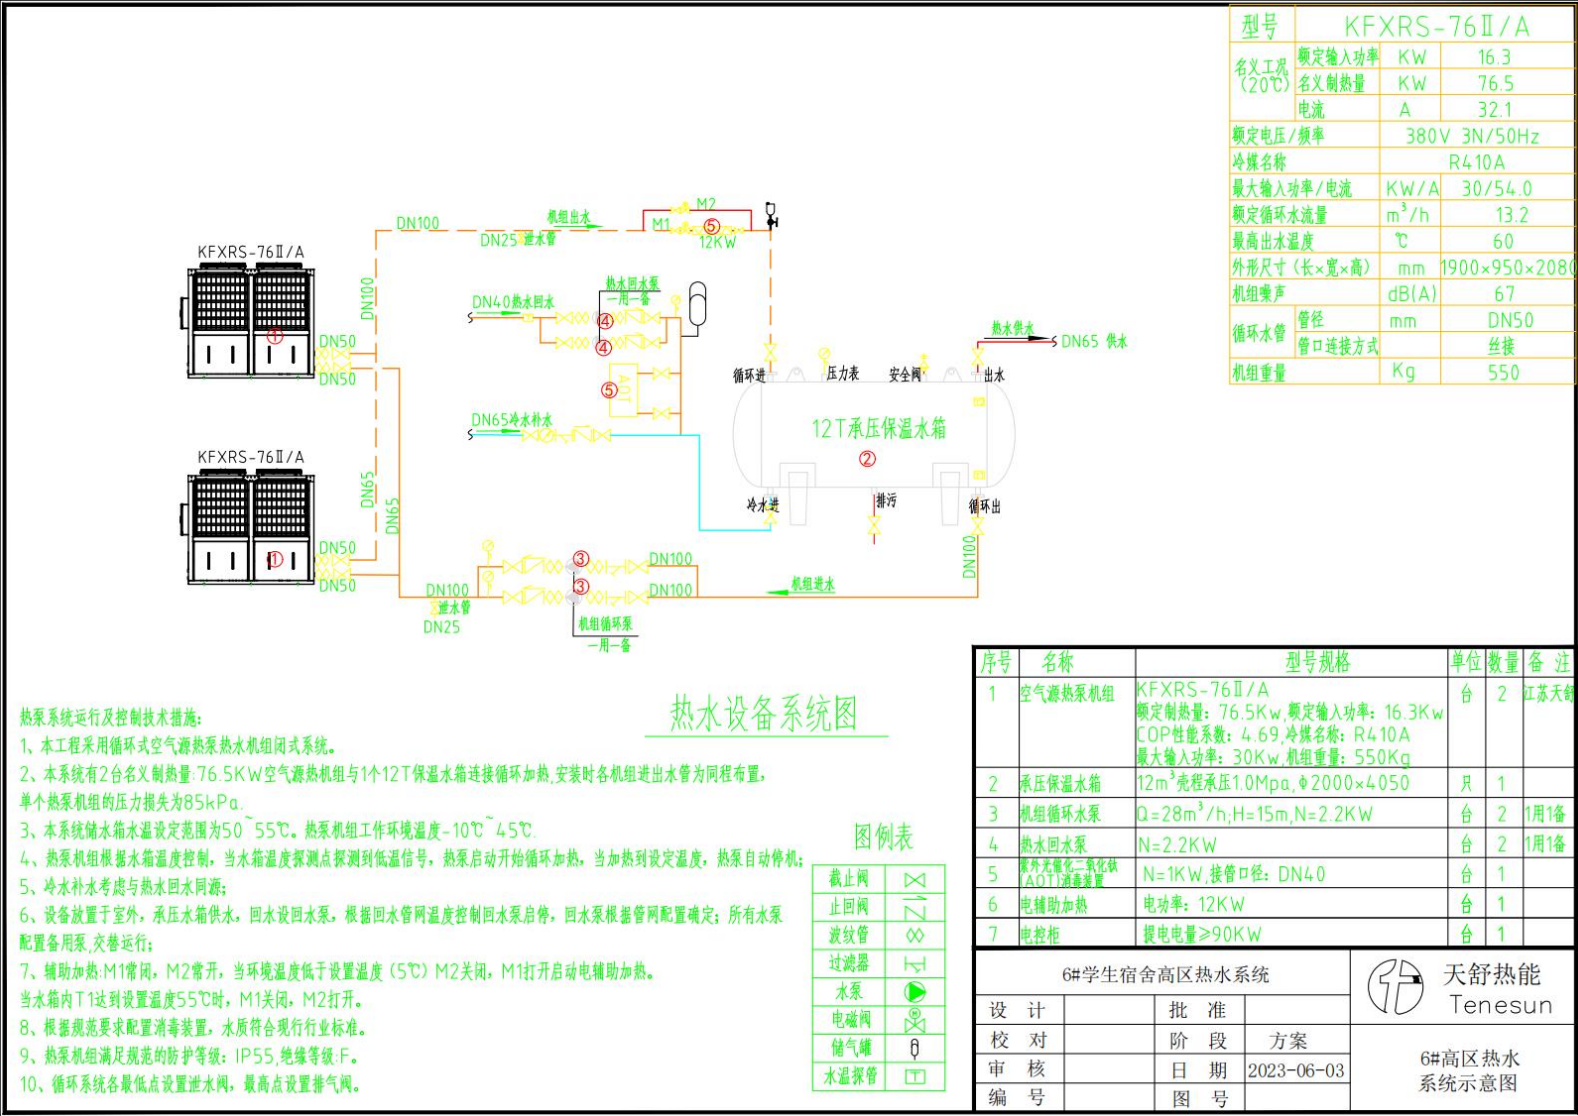 型号 KFXRS-76Ⅱ/A
名义工况(20℃) 额定输入功率 KW 16.3
名义制热量 KW 76.5
电流 A 32.1
额定电压/频率 380V 3N/50Hz
冷媒名称 R410A
最大输入功率/电流 KW/A 30/54.0
额定循环水流量 m³/h 13.2
最高出水温度 ℃ 60
外形尺寸(长×宽×高) mm 1900×950×2080
机组噪声 dB(A) 67
循环水管 管径 mm DN50
管口连接方式 丝接
机组重量 Kg 550
DN100
机组出水
DN25 泄水管
M2
M1 ⑤
12KW
KFXRS-76Ⅱ/A
DN100
①
DN50
DN50
热水回水泵
一用一备
DN40热水回水
④
④
⑤ AOT
DN65冷水补水
热水供水
DN65 供水
循环进
压力表
安全阀
出水
12T承压保温水箱
②
冷水进
排污
循环出
DN100
KFXRS-76Ⅱ/A
DN65
DN65
①
DN50
DN50
DN100
泄水管
DN25
③ DN100
③ DN100
机组循环泵
一用一备
机组进水
热水设备系统图
热泵系统运行及控制技术措施:
1、本工程采用循环式空气源热泵热水机组闭式系统。
2、本系统有2台名义制热量:76.5KW空气源热机组与1个12T保温水箱连接循环加热,安装时各机组进出水管为同程布置,
单个热泵机组的压力损失为85kPa.
3、本系统储水箱水温设定范围为50~55℃。热泵机组工作环境温度-10℃~45℃.
4、热泵机组根据水箱温度控制，当水箱温度探测点探测到低温信号，热泵启动开始循环加热，当加热到设定温度，热泵自动停机;
5、冷水补水考虑与热水回水同源;
6、设备放置于室外，承压水箱供水，回水设回水泵，根据回水管网温度控制回水泵启停，回水泵根据管网配置确定；所有水泵
配置备用泵,交替运行;
7、辅助加热:M1常闭，M2常开，当环境温度低于设置温度（5℃）M2关闭，M1打开启动电辅助加热。
当水箱内T1达到设置温度55℃时，M1关闭，M2打开。
8、根据规范要求配置消毒装置，水质符合现行行业标准。
9、热泵机组满足规范的防护等级：IP55,绝缘等级:F。
10、循环系统各最低点设置泄水阀，最高点设置排气阀。
图例表
截止阀
止回阀
波纹管
过滤器
水泵
电磁阀
储气罐
水温探管 T
序号 名称 型号规格 单位 数量 备 注
1 空气源热泵机组 KFXRS-76Ⅱ/A 台 2 江苏天舒
额定制热量：76.5Kw,额定输入功率：16.3Kw
COP性能系数：4.69,冷媒名称：R410A
最大输入功率：30Kw,机组重量：550Kg
2 承压保温水箱 12m³壳程承压1.0Mpa,Φ2000×4050 只 1
3 机组循环水泵 Q=28m³/h;H=15m,N=2.2KW 台 2 1用1备
4 热水回水泵 N=2.2KW 台 2 1用1备
5 紫外光催化二氧化钛(AOT)消毒装置 N=1KW,接管口径：DN40 台 1
6 电辅助加热 电功率：12KW 台 1
7 电控柜 提电电量≥90KW 台 1
6#学生宿舍高区热水系统
天舒热能
Tenesun
设 计 批 准
校 对 阶 段 方案
审 核 日 期 2023-06-03
编 号 图 号
6#高区热水
系统示意图